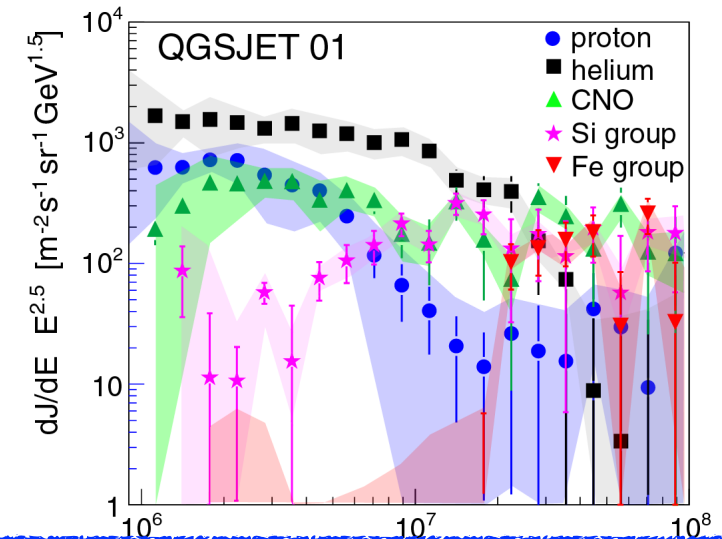 QGSJET 01
proton
helium
CNO
Si group
Fe group
dJ/dE E^2.5 [m^-2 s^-1 sr^-1 GeV^1.5]
10^4
10^3
10^2
10
1
10^6
10^7
10^8